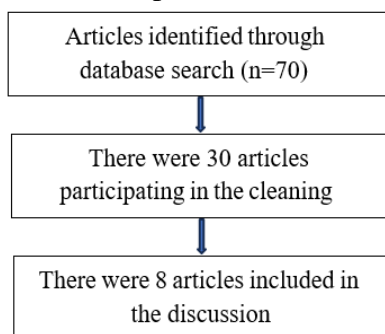 Articles identified through
database search (n=70)
There were 30 articles
participating in the cleaning
There were 8 articles included in
the discussion